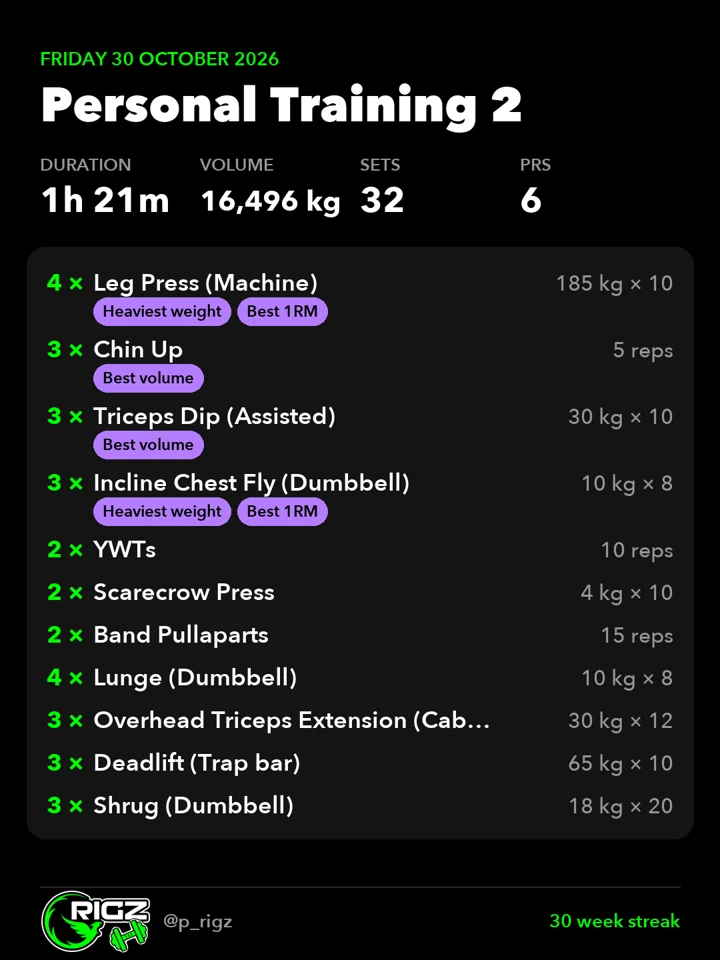 FRIDAY 30 OCTOBER 2026
Personal Training 2
DURATION VOLUME SETS PRS
1h 21m 16,496 kg 32 6
4 × Leg Press (Machine) 185 kg × 10
Heaviest weight Best 1RM
3 × Chin Up 5 reps
Best volume
3 × Triceps Dip (Assisted) 30 kg × 10
Best volume
3 × Incline Chest Fly (Dumbbell) 10 kg × 8
Heaviest weight Best 1RM
2 × YWTs 10 reps
2 × Scarecrow Press 4 kg × 10
2 × Band Pullaparts 15 reps
4 × Lunge (Dumbbell) 10 kg × 8
3 × Overhead Triceps Extension (Cab... 30 kg × 12
3 × Deadlift (Trap bar) 65 kg × 10
3 × Shrug (Dumbbell) 18 kg × 20
RIGZ @p_rigz 30 week streak